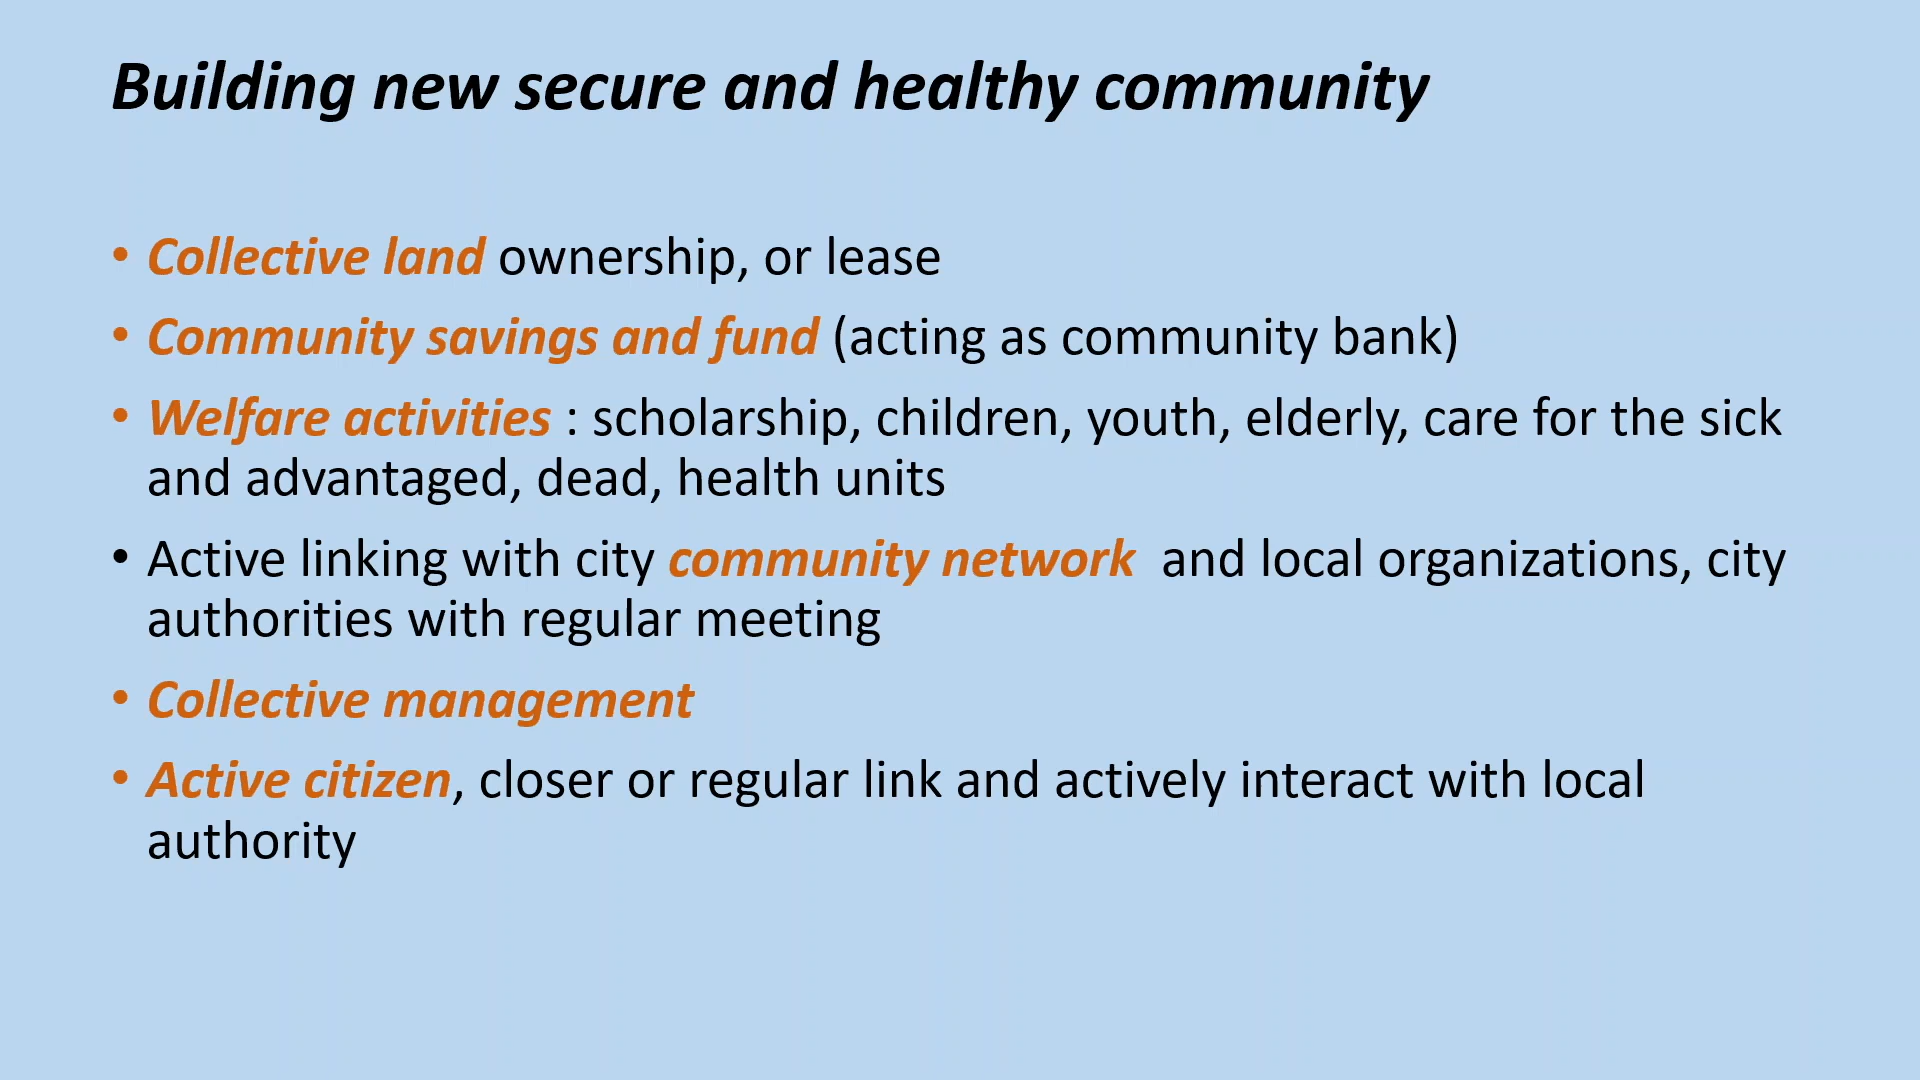 Building new secure and healthy community
• Collective land ownership, or lease
• Community savings and fund (acting as community bank)
• Welfare activities : scholarship, children, youth, elderly, care for the sick
and advantaged, dead, health units
• Active linking with city community network  and local organizations, city
authorities with regular meeting
• Collective management
• Active citizen, closer or regular link and actively interact with local
authority